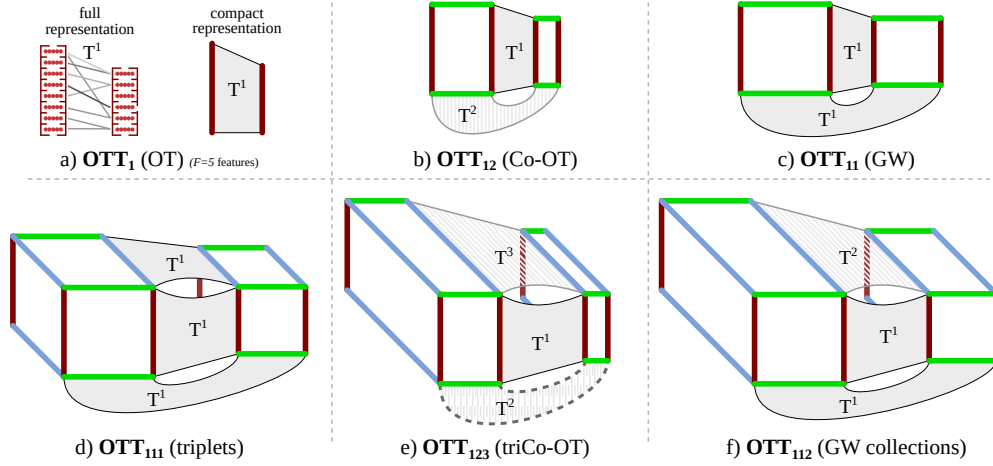 full
representation
T¹
compact
representation
T¹
a) OTT₁ (OT) (F=5 features)
T¹
T²
b) OTT₁₂ (Co-OT)
T¹
T¹
c) OTT₁₁ (GW)
T¹
T¹
T¹
d) OTT₁₁₁ (triplets)
T³
T¹
T²
e) OTT₁₂₃ (triCo-OT)
T²
T¹
T¹
f) OTT₁₁₂ (GW collections)